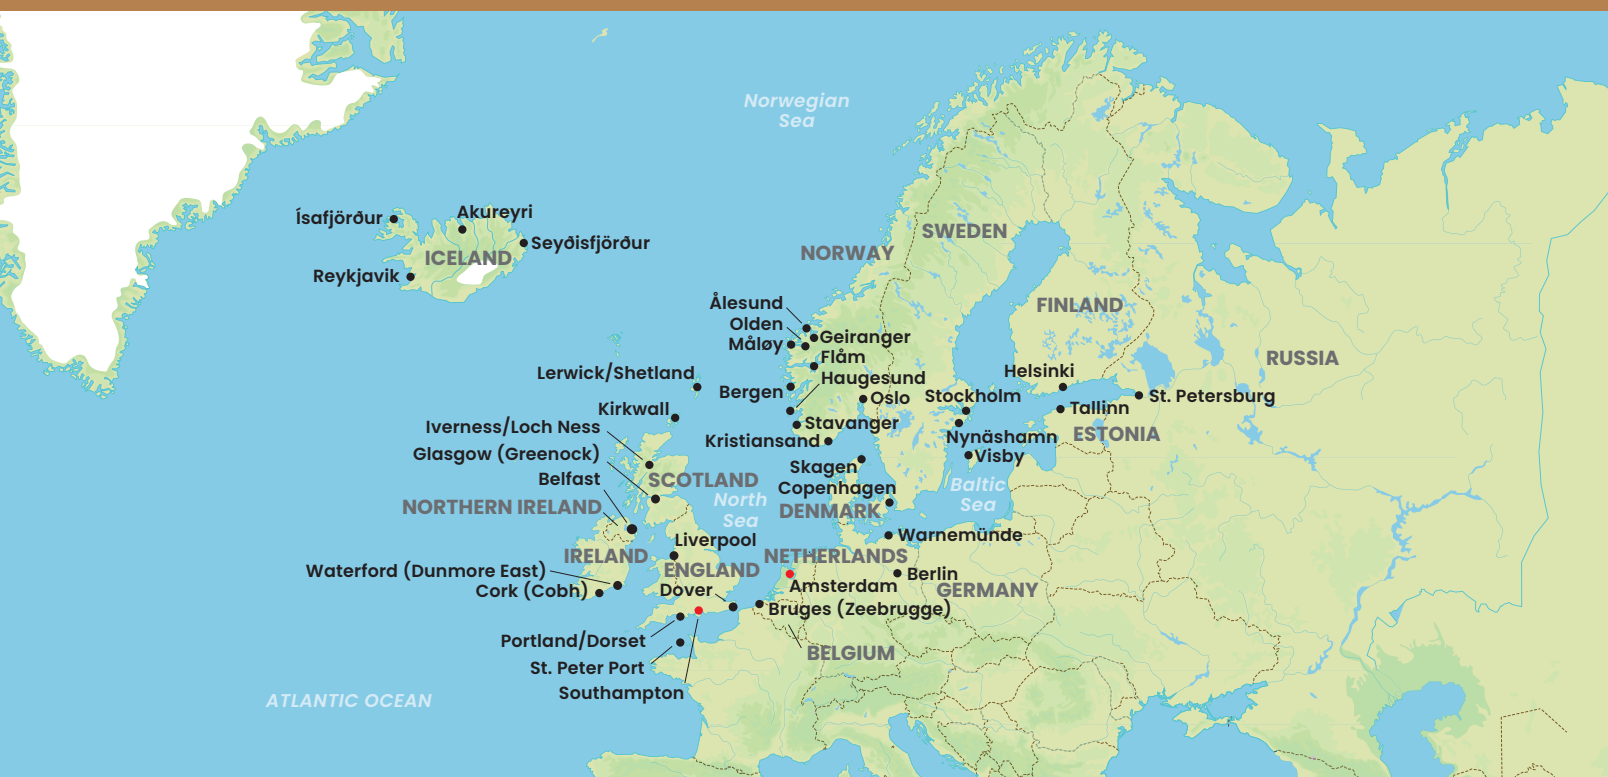 Norwegian
Sea
Ísafjörður
Akureyri
Seyðisfjörður
ICELAND
Reykjavik
SWEDEN
NORWAY
FINLAND
RUSSIA
Ålesund
Olden
Måløy
Geiranger
Flåm
Haugesund
Bergen
Oslo
Stavanger
Kristiansand
Lerwick/Shetland
Kirkwall
Iverness/Loch Ness
Glasgow (Greenock)
Belfast
NORTHERN IRELAND
SCOTLAND
North
Sea
Helsinki
Stockholm
St. Petersburg
Tallinn
ESTONIA
Nynäshamn
Visby
Skagen
Copenhagen
DENMARK
Baltic
Sea
Warnemünde
Liverpool
IRELAND
ENGLAND
NETHERLANDS
Waterford (Dunmore East)
Cork (Cobh)
Dover
Amsterdam
Berlin
GERMANY
Bruges (Zeebrugge)
BELGIUM
Portland/Dorset
St. Peter Port
Southampton
ATLANTIC OCEAN